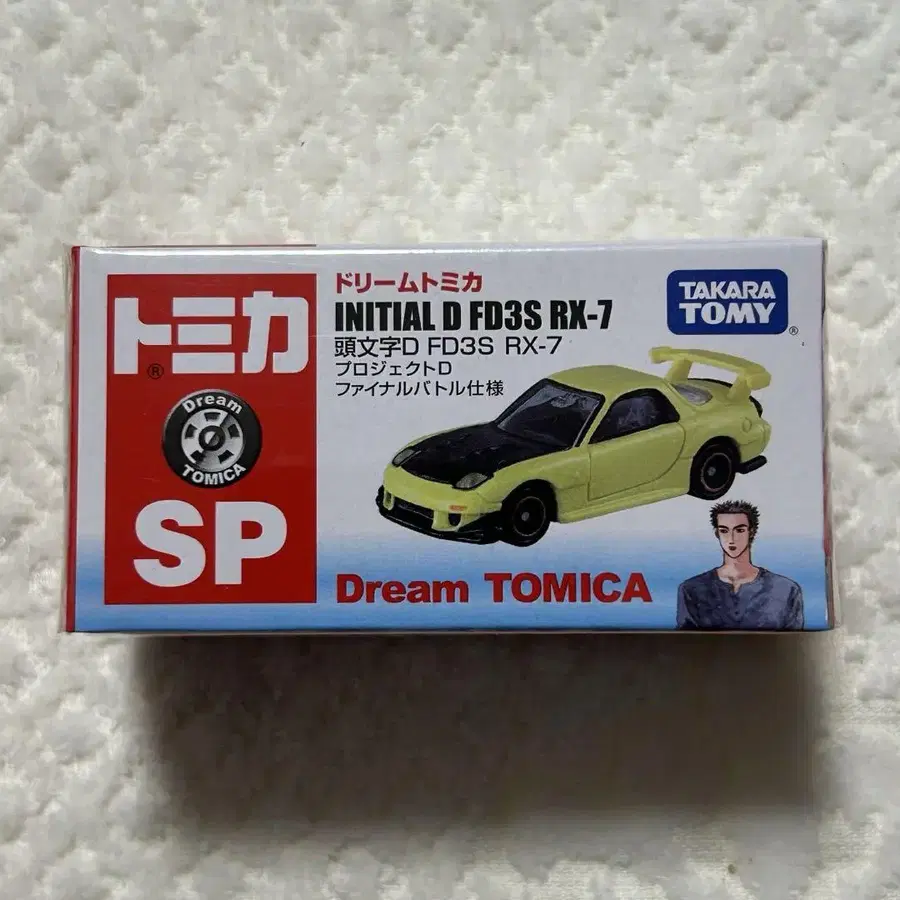 トミカ
®
Dream
TOMICA
SP
ドリームトミカ
INITIAL D FD3S RX-7
頭文字D FD3S RX-7
プロジェクトD
ファイナルバトル仕様
TAKARA
TOMY
®
Dream TOMICA